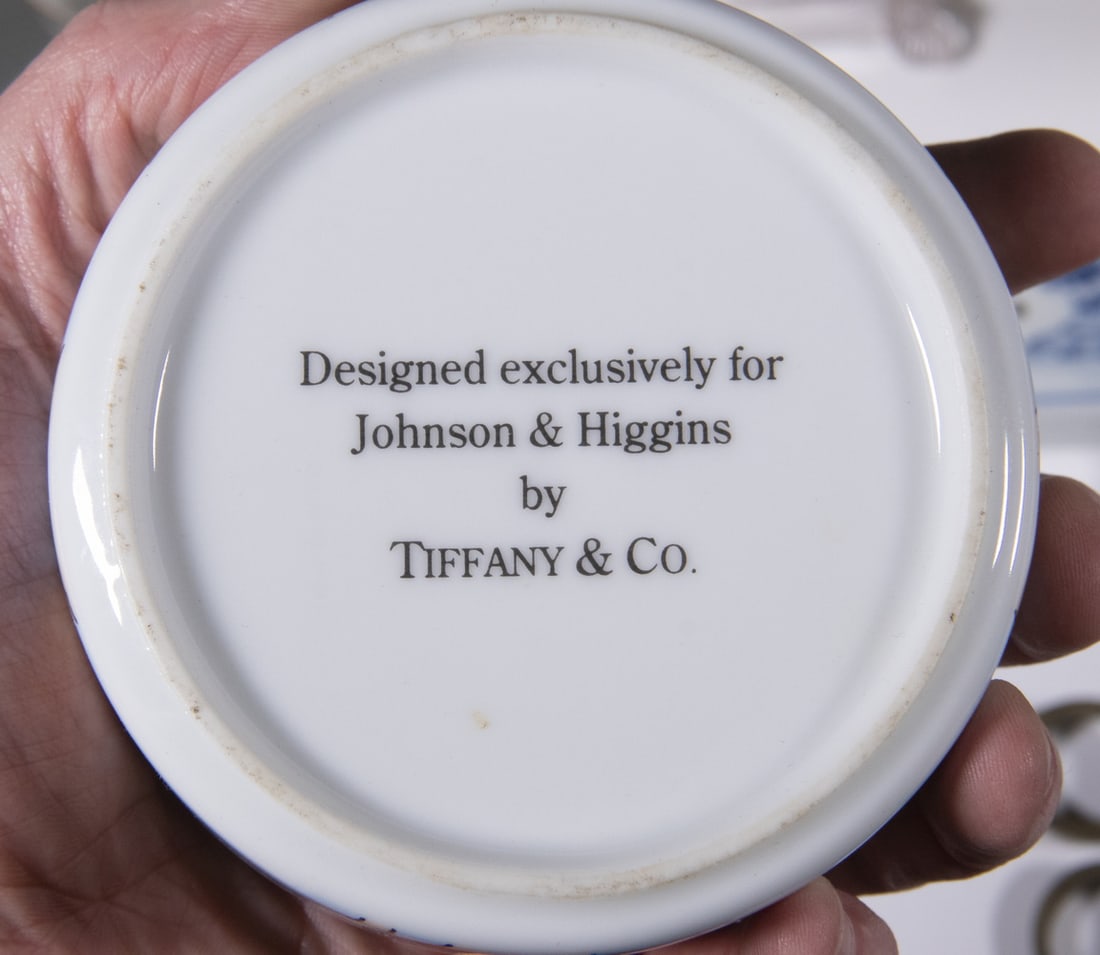 Designed exclusively for
Johnson & Higgins
by
TIFFANY & CO.